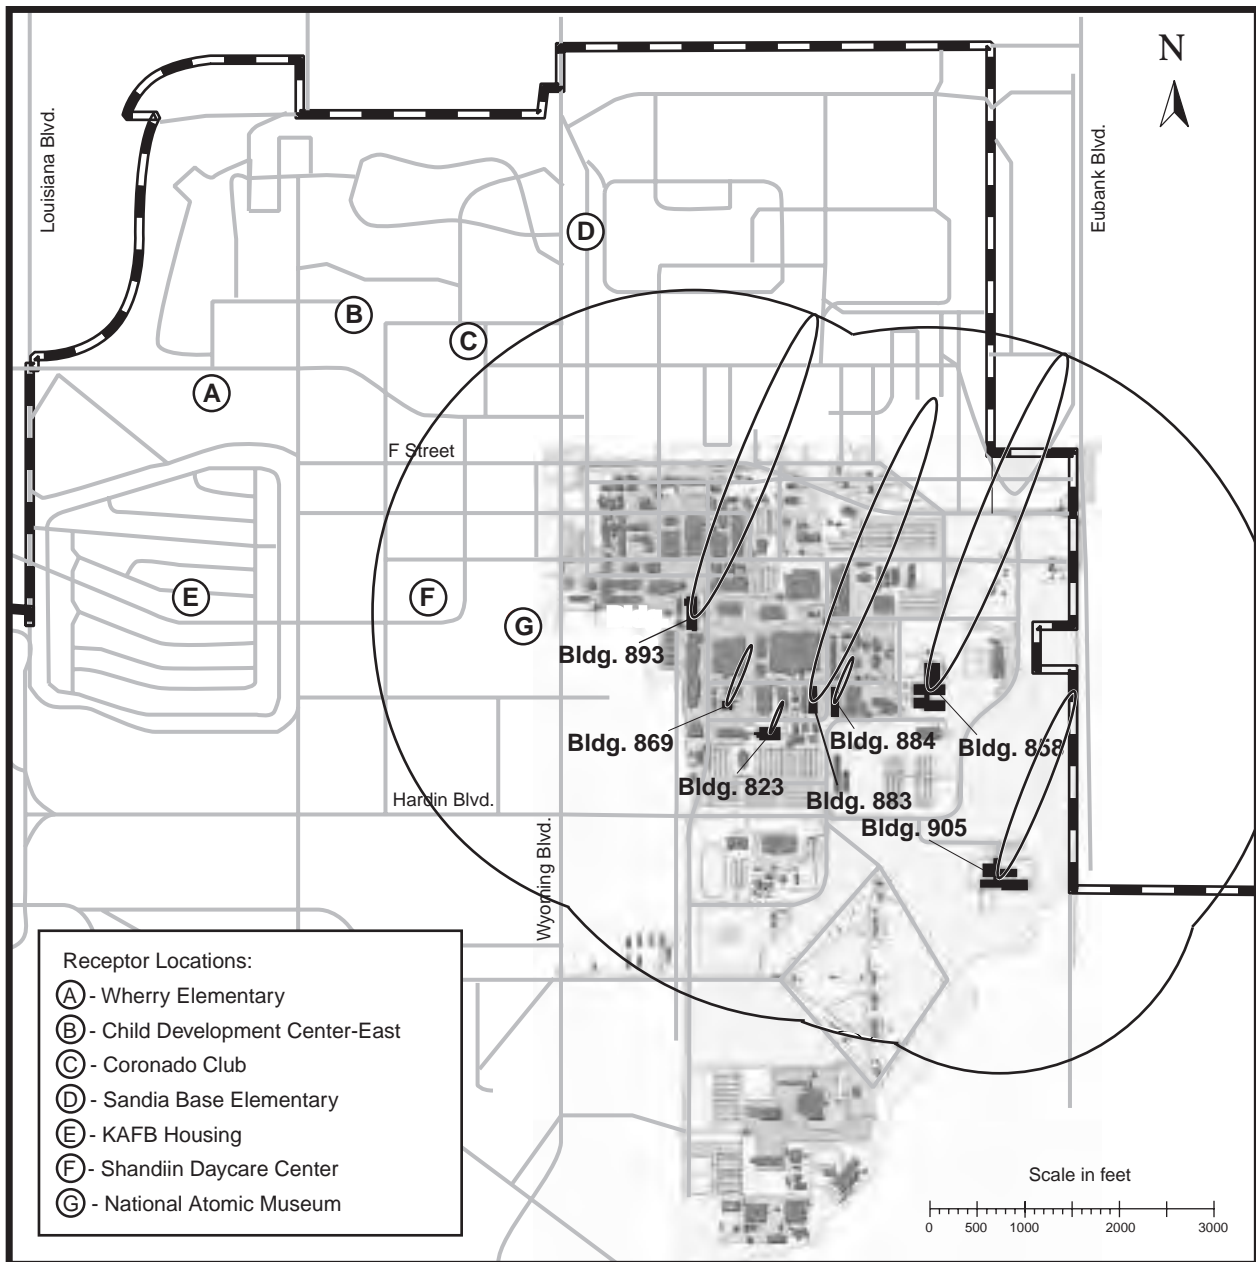 N
Louisiana Blvd.
Eubank Blvd.
D
B
C
A
F Street
E
F
G
Bldg. 893
Bldg. 869
Bldg. 884
Bldg. 858
Bldg. 823
Bldg. 883
Hardin Blvd.
Bldg. 905
Wyoming Blvd.
Receptor Locations:
A - Wherry Elementary
B - Child Development Center-East
C - Coronado Club
D - Sandia Base Elementary
E - KAFB Housing
F - Shandiin Daycare Center
G - National Atomic Museum
Scale in feet
0 500 1000 2000 3000